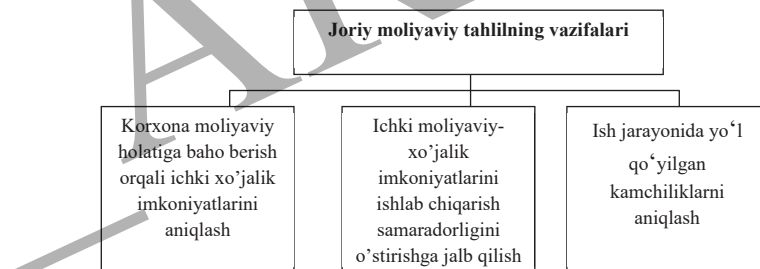 Joriy moliyaviy tahlilning vazifalari
Korxona moliyaviy
holatiga baho berish
orqali ichki xo’jalik
imkoniyatlarini
aniqlash
Ichki moliyaviy-
xo’jalik
imkoniyatlarini
ishlab chiqarish
samaradorligini
o’stirishga jalb qilish
Ish jarayonida yo‘l
qo‘yilgan
kamchiliklarni
aniqlash